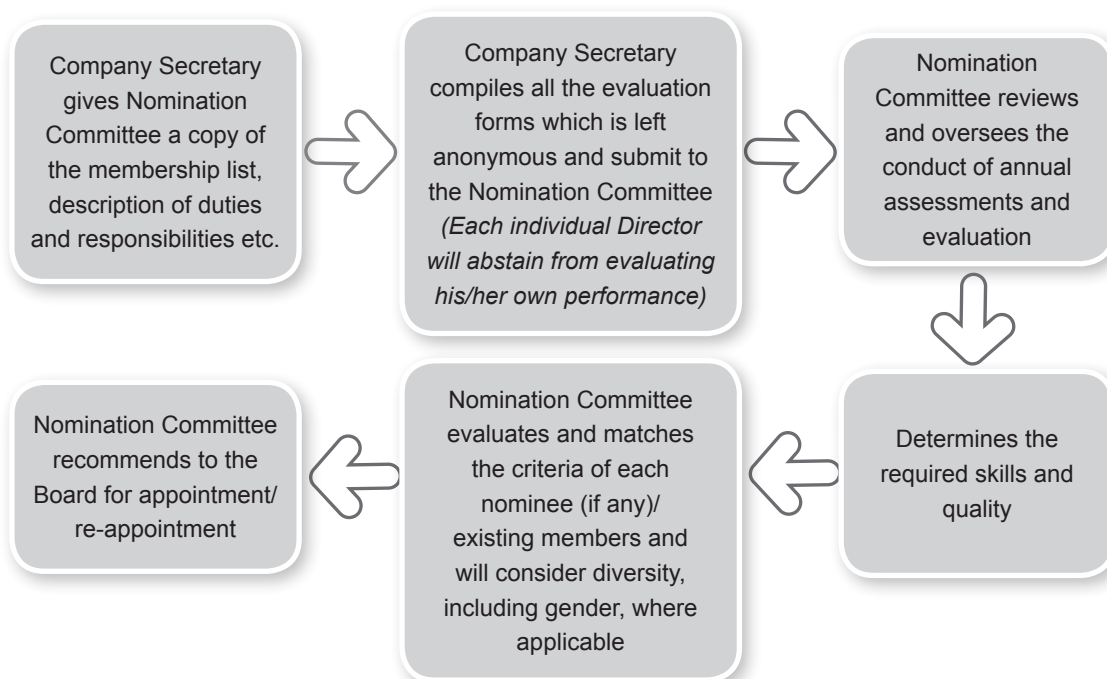 Company Secretary
gives Nomination
Committee a copy of
the membership list,
description of duties
and responsibilities etc.
Company Secretary
compiles all the evaluation
forms which is left
anonymous and submit to
the Nomination Committee
(Each individual Director
will abstain from evaluating
his/her own performance)
Nomination
Committee reviews
and oversees the
conduct of annual
assessments and
evaluation
Determines the
required skills and
quality
Nomination Committee
evaluates and matches
the criteria of each
nominee (if any)/
existing members and
will consider diversity,
including gender, where
applicable
Nomination Committee
recommends to the
Board for appointment/
re-appointment